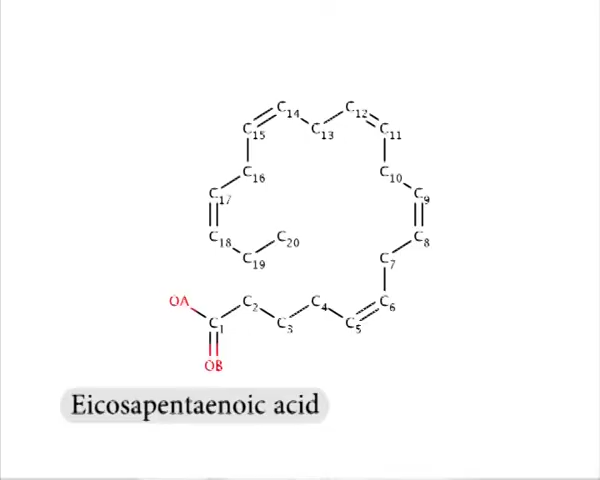 C14 C12
C15 C13 C11
C16 C10
C17 C9
C18 C20 C8
C19 C7
OA C2 C4 C6
C1 C3 C5
OB
Eicosapentaenoic acid